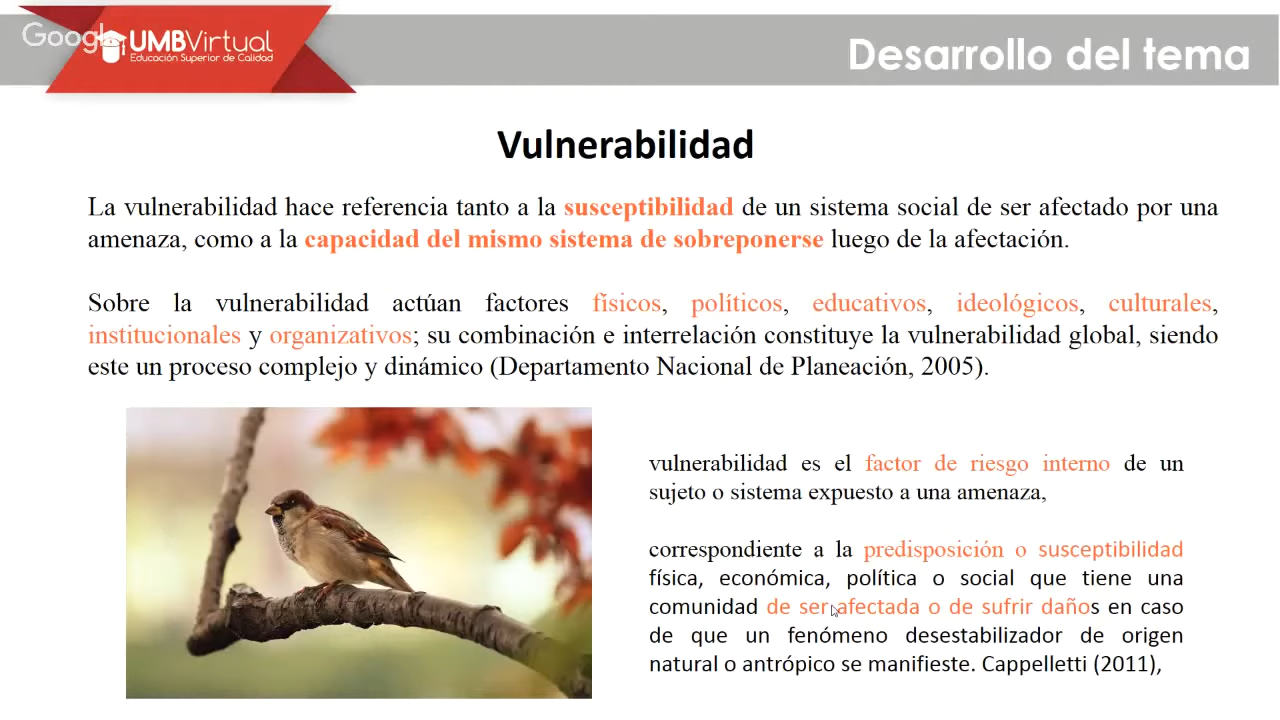 Google
UMBVirtual
Educación Superior de Calidad
Desarrollo del tema
Vulnerabilidad
La vulnerabilidad hace referencia tanto a la susceptibilidad de un sistema social de ser afectado por una
amenaza, como a la capacidad del mismo sistema de sobreponerse luego de la afectación.
Sobre la vulnerabilidad actúan factores físicos, políticos, educativos, ideológicos, culturales,
institucionales y organizativos; su combinación e interrelación constituye la vulnerabilidad global, siendo
este un proceso complejo y dinámico (Departamento Nacional de Planeación, 2005).
vulnerabilidad es el factor de riesgo interno de un
sujeto o sistema expuesto a una amenaza,
correspondiente a la predisposición o susceptibilidad
física, económica, política o social que tiene una
comunidad de ser afectada o de sufrir daños en caso
de que un fenómeno desestabilizador de origen
natural o antrópico se manifieste. Cappelletti (2011),